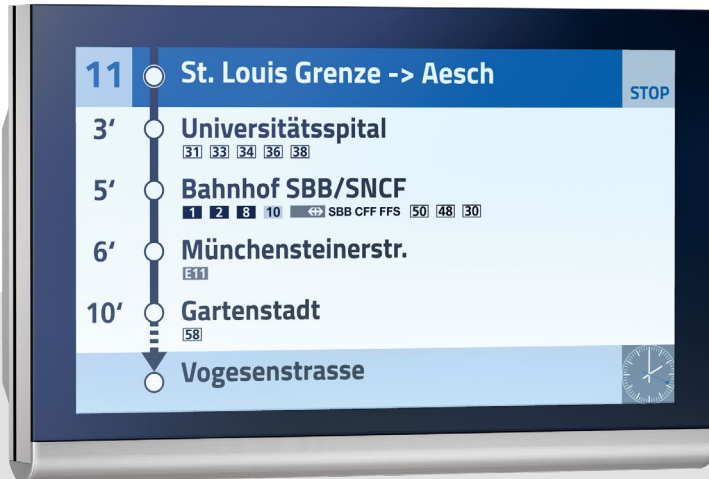 11 St. Louis Grenze -> Aesch STOP
3‘ Universitätsspital
31 33 34 36 38
5‘ Bahnhof SBB/SNCF
1 2 8 10 SBB CFF FFS 50 48 30
6‘ Münchensteinerstr.
E11
10‘ Gartenstadt
58
Vogesenstrasse